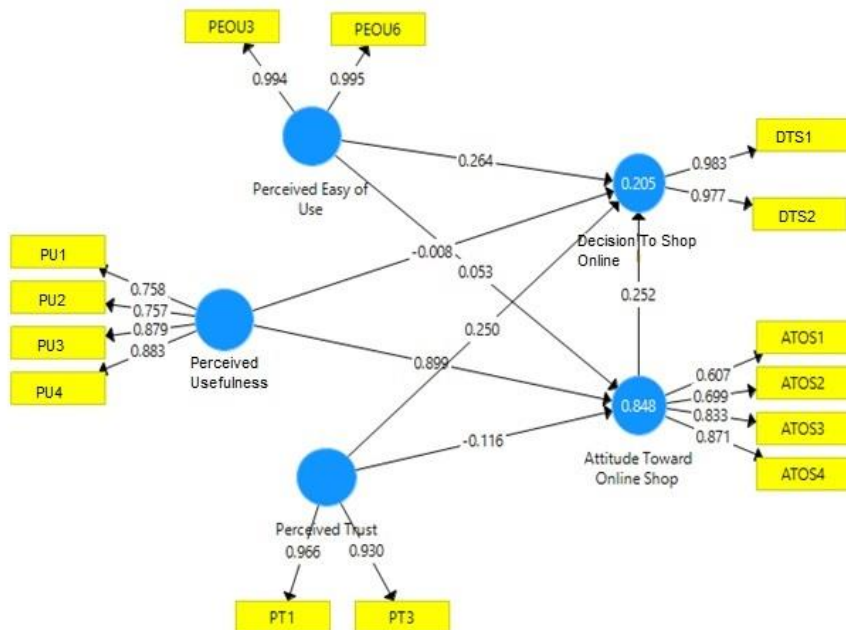 PEOU3
PEOU6
0.994
0.995
DTS1
0.264
0.983
0.205
Perceived Easy of
Use
0.977
DTS2
Decision To Shop
Online
PU1
-0.008
0.758
0.053
PU2
0.757
0.252
0.879
PU3
0.883
0.250
ATOS1
Perceived
Usefulness
PU4
0.899
0.607
ATOS2
0.699
0.848
0.833
ATOS3
-0.116
0.871
Attitude Toward
Online Shop
ATOS4
Perceived Trust
0.966
0.930
PT1
PT3